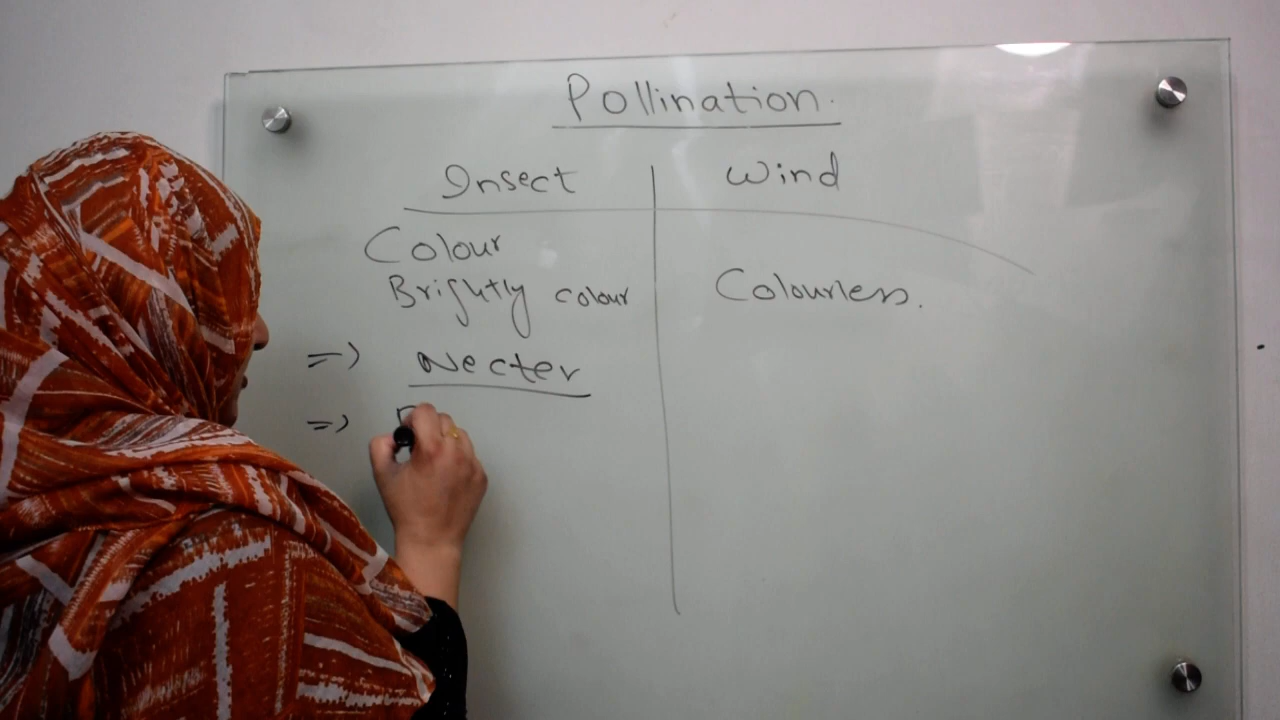 Pollination.
Insect Wind
Colour
Brightly colour Colourless.
=> Necter
=>